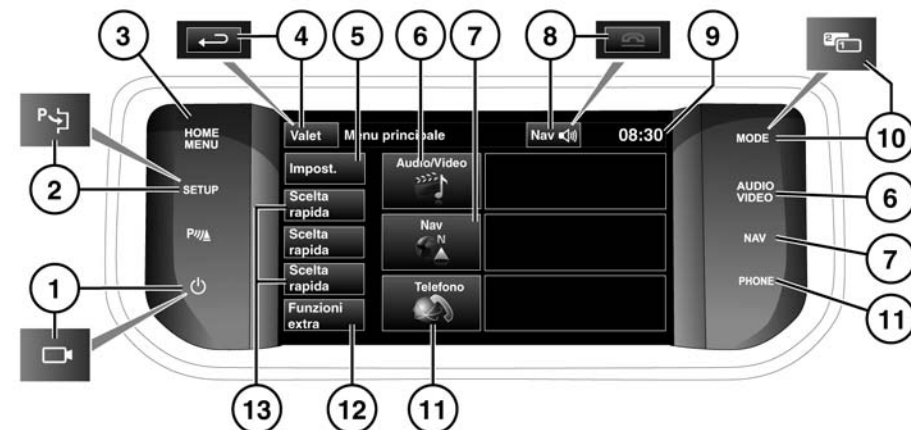 3
4
5
6
7
8
9
2
1
10
HOME
MENU
Valet
Menu principale
Nav
08:30
MODE
P
2
SETUP
Impost.
Audio/Video
AUDIO
VIDEO
6
Scelta
rapida
P
Scelta
rapida
Nav
N
NAV
7
1
Scelta
rapida
Telefono
PHONE
11
Funzioni
extra
13
12
11